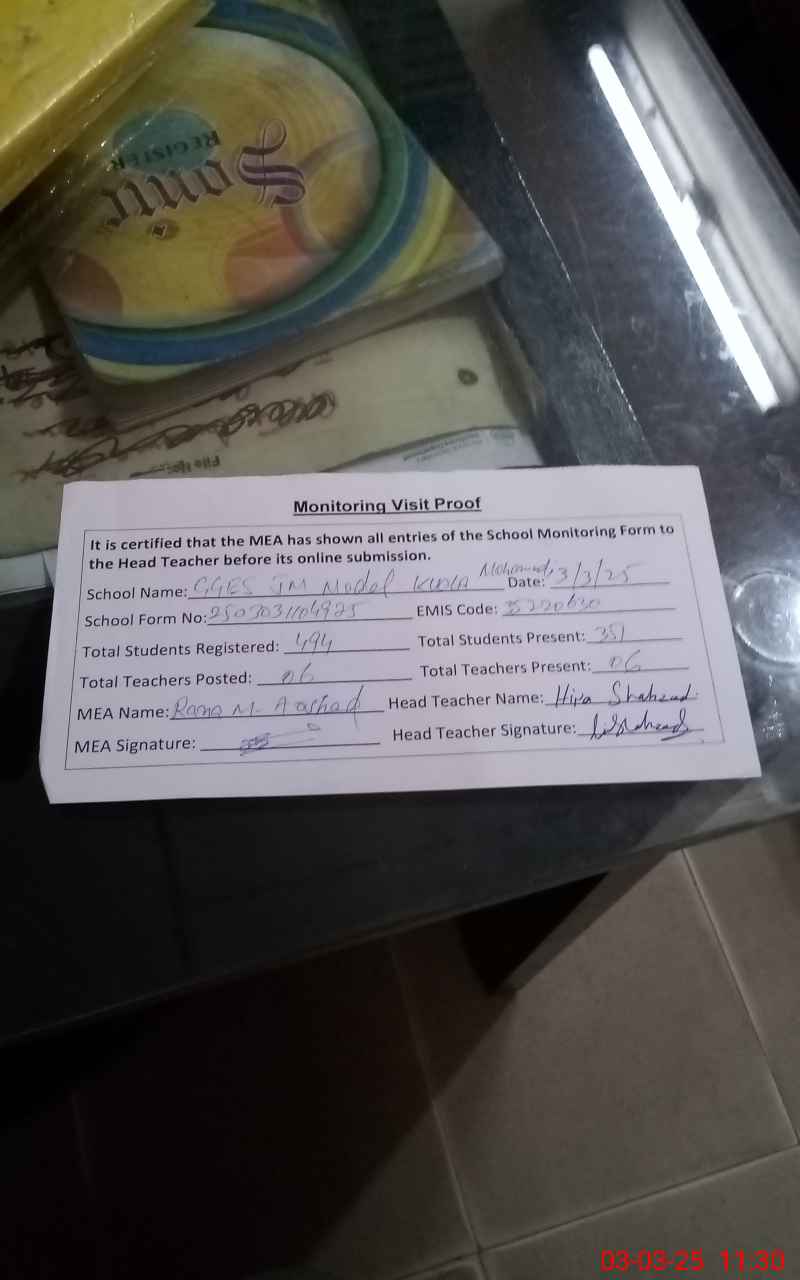 Sonic
REGISTER
File No:
Monitoring Visit Proof
It is certified that the MEA has shown all entries of the School Monitoring Form to
the Head Teacher before its online submission.
School Name: GGES JM Model Date: 3/3/25
School Form No: EMIS Code:
Total Students Registered: 494 Total Students Present: 351
Total Teachers Posted: 06 Total Teachers Present: 06
MEA Name: Rana M. Head Teacher Name: Hira Shahzad
MEA Signature: Head Teacher Signature:
03-03-25 11:30